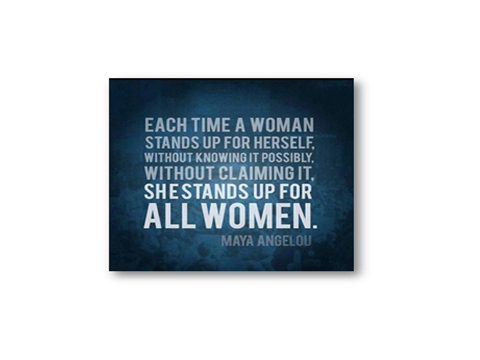 EACH TIME A WOMAN
STANDS UP FOR HERSELF,
WITHOUT KNOWING IT POSSIBLY,
WITHOUT CLAIMING IT,
SHE STANDS UP FOR
ALL WOMEN.
MAYA ANGELOU